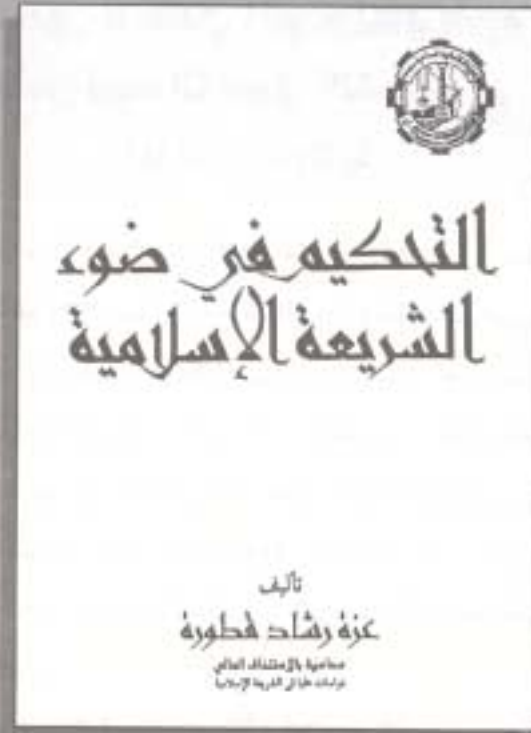 التحكيم في ضوء
الشريعة الإسلامية
تأليف
عزة رشاد قطورة
محامية بالاستئناف العالي
دراسات عليا في الشريعة الإسلامية